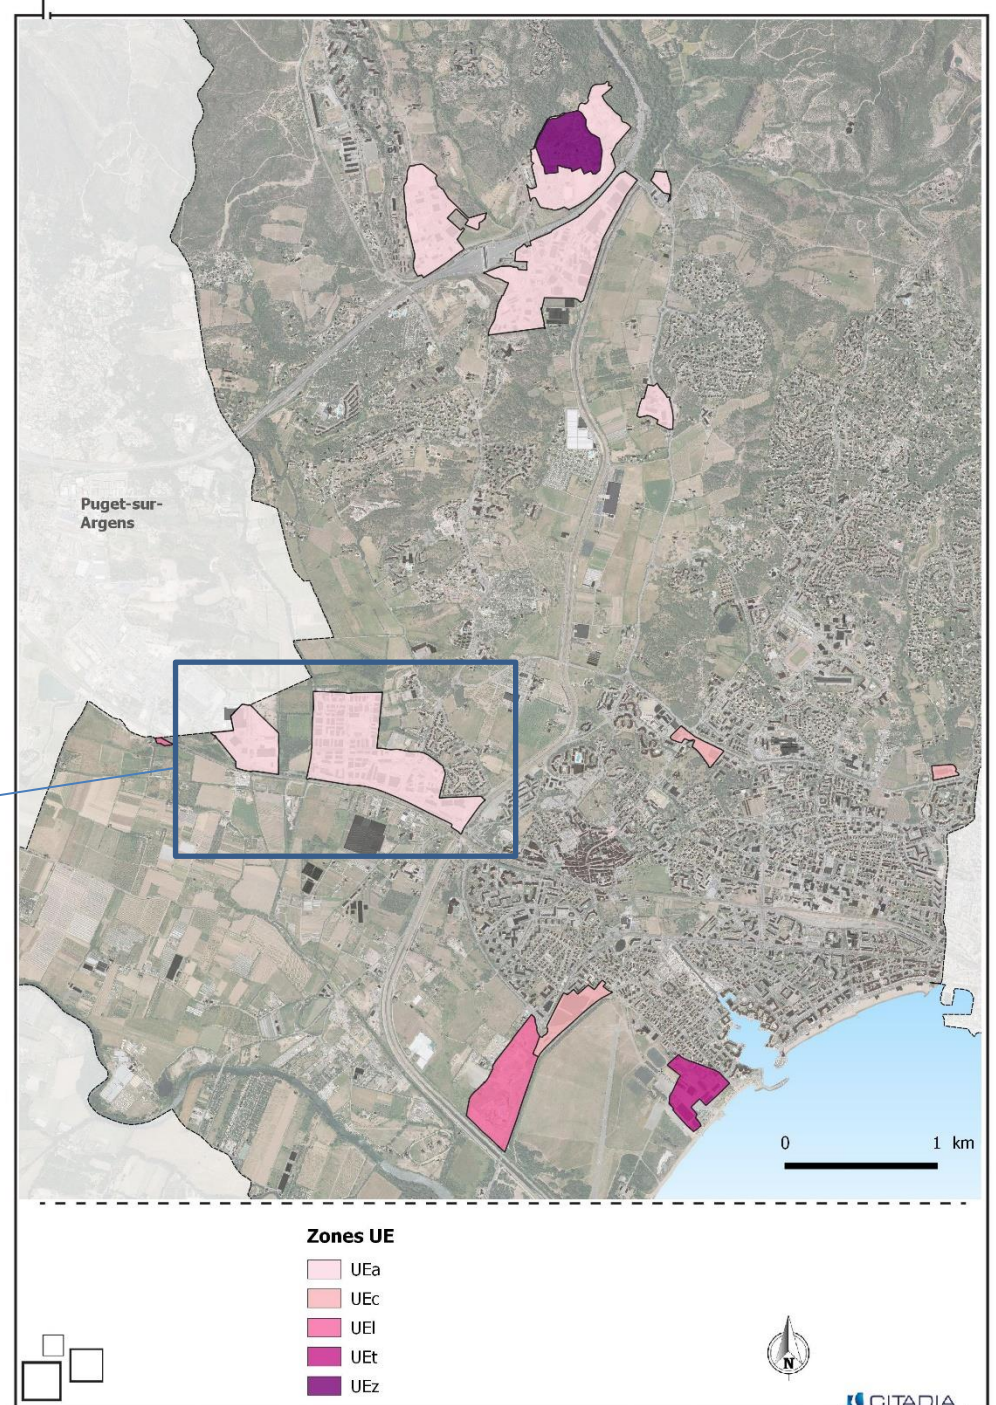 Puget-sur-
Argens
0 1 km
Zones UE
UEa
UEc
UEl
UEt
UEz
N
CITADIA